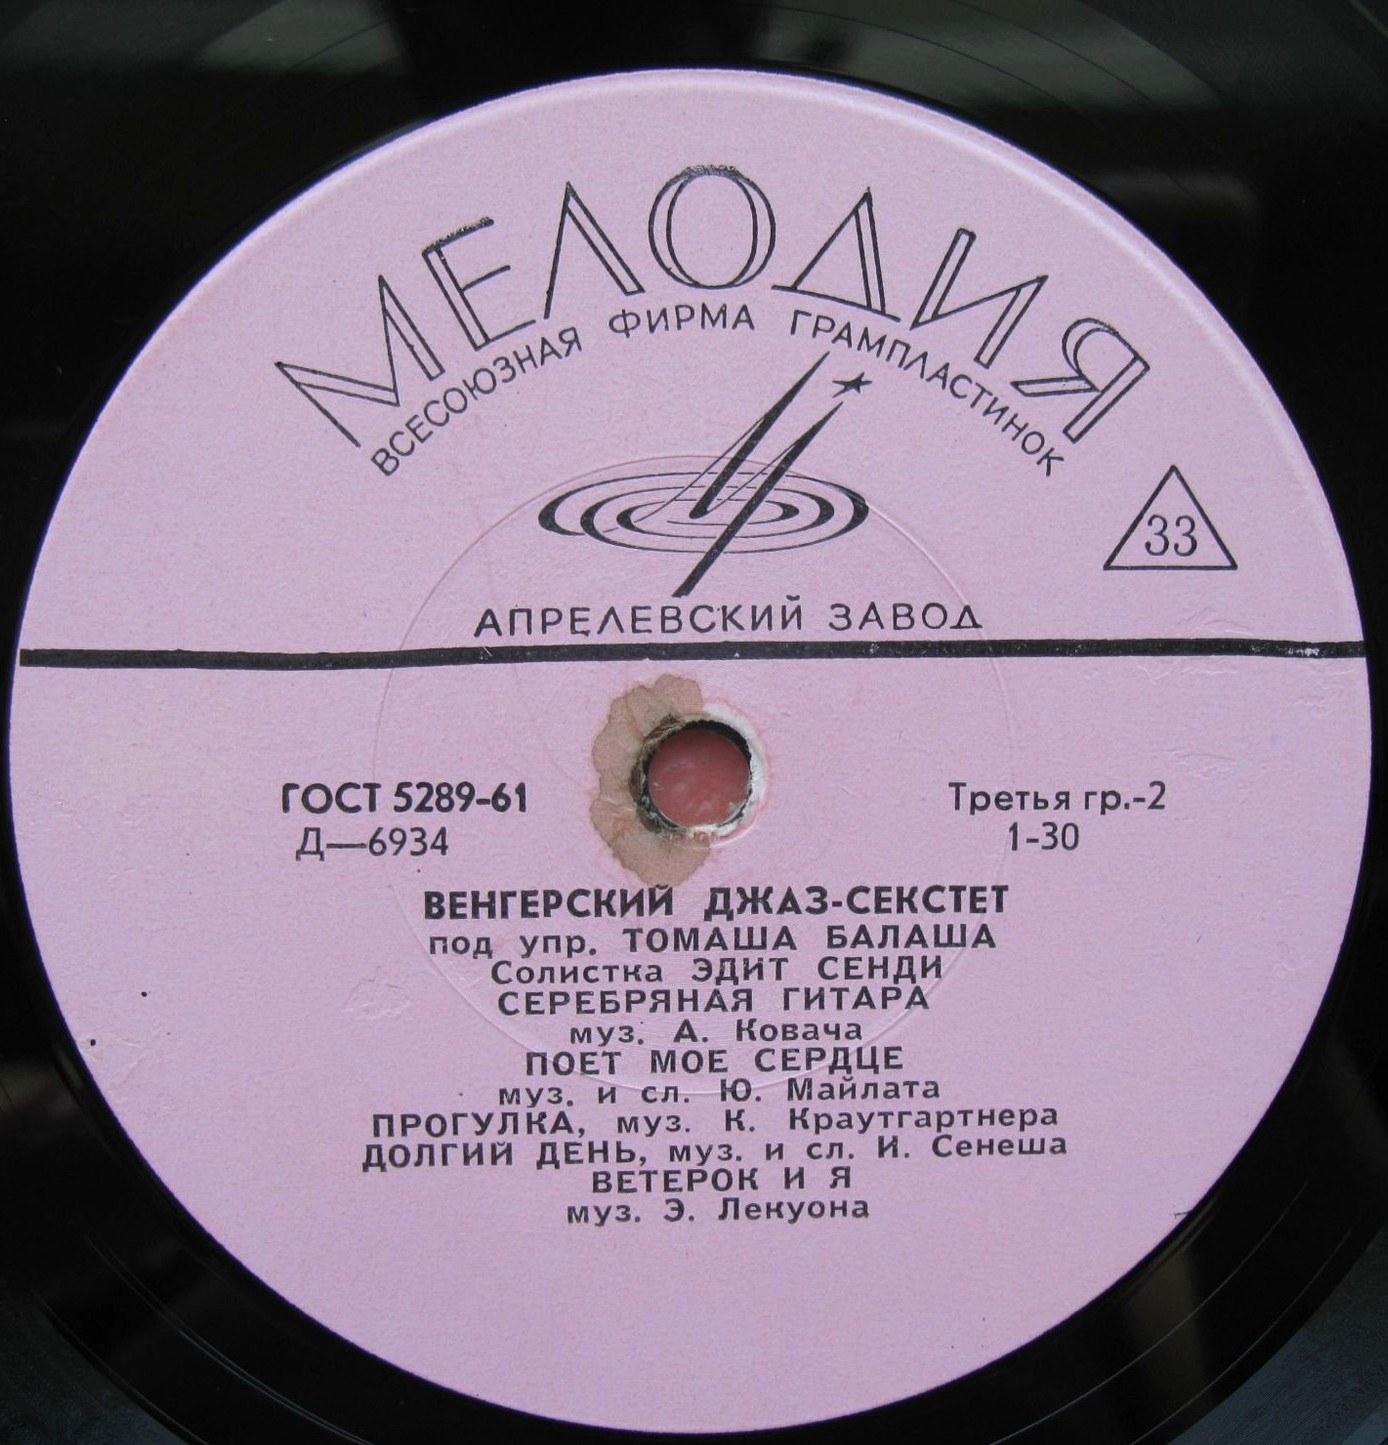 МЕЛОДИЯ
ВСЕСОЮЗНАЯ ФИРМА ГРАМПЛАСТИНОК
33
АПРЕЛЕВСКИЙ ЗАВОД
ГОСТ 5289-61
Д—6934
Третья гр.-2
1-30
ВЕНГЕРСКИЙ ДЖАЗ-СЕКСТЕТ
под упр. ТОМАША БАЛАША
Солистка ЭДИТ СЕНДИ
СЕРЕБРЯНАЯ ГИТАРА
муз. А. Ковача
ПОЕТ МОЕ СЕРДЦЕ
муз. и сл. Ю. Майлата
ПРОГУЛКА, муз. К. Краутгартнера
ДОЛГИЙ ДЕНЬ, муз. и сл. И. Сенеша
ВЕТЕРОК И Я
муз. Э. Лекуона